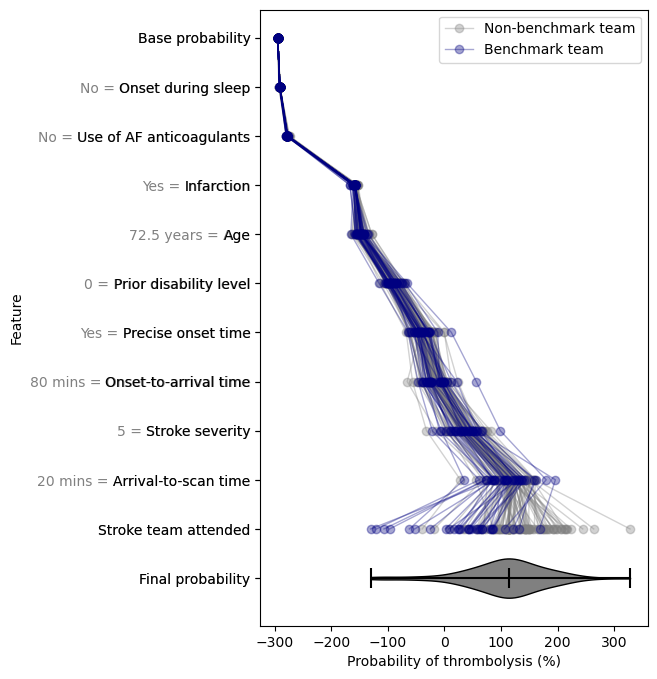 Non-benchmark team
Benchmark team
Base probability
No = Onset during sleep
No = Use of AF anticoagulants
Yes = Infarction
72.5 years = Age
0 = Prior disability level
Yes = Precise onset time
80 mins = Onset-to-arrival time
5 = Stroke severity
20 mins = Arrival-to-scan time
Stroke team attended
Final probability
Feature
−300 −200 −100 0 100 200 300
Probability of thrombolysis (%)